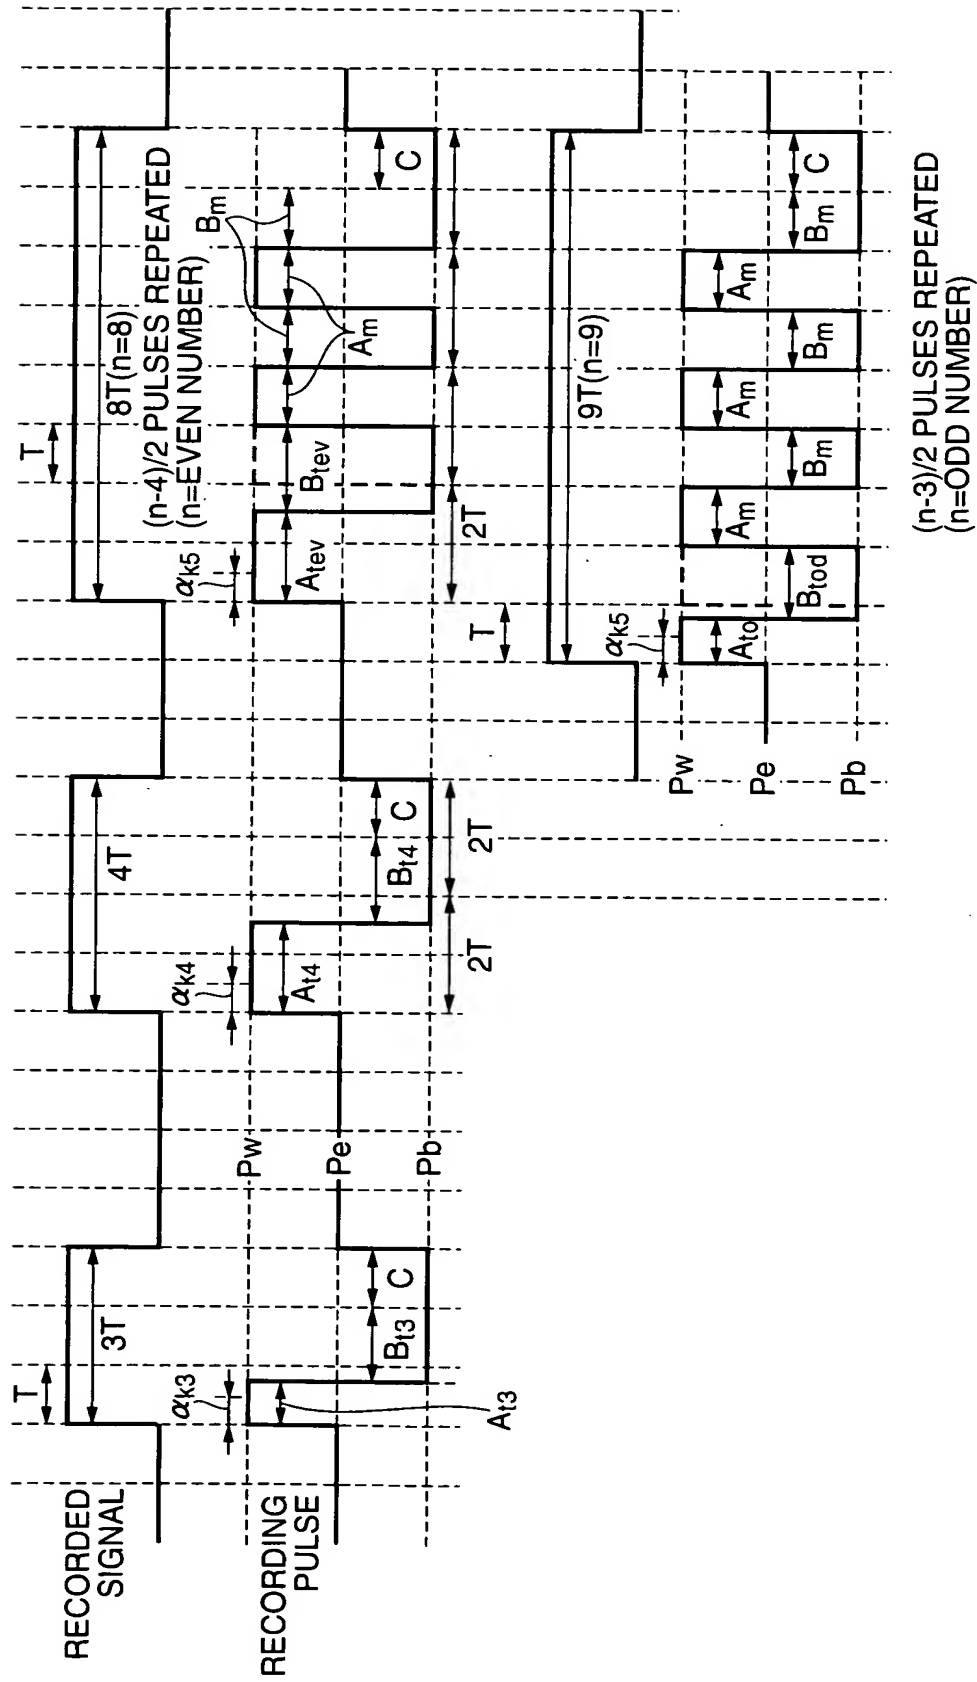 RECORDED
SIGNAL
T
3T
4T
T
8T(n=8)
(n-4)/2 PULSES REPEATED
(n=EVEN NUMBER)
RECORDING
PULSE
αk3
At3
Bt3
C
Pw
Pe
Pb
αk4
At4
Bt4
C
2T
2T
αk5
Atev
Btev
Am
Bm
C
2T
T
9T(n=9)
Pw
Pe
Pb
αk5
Ato
Btod
Am
Bm
Am
Bm
Am
Bm
C
(n-3)/2 PULSES REPEATED
(n=ODD NUMBER)